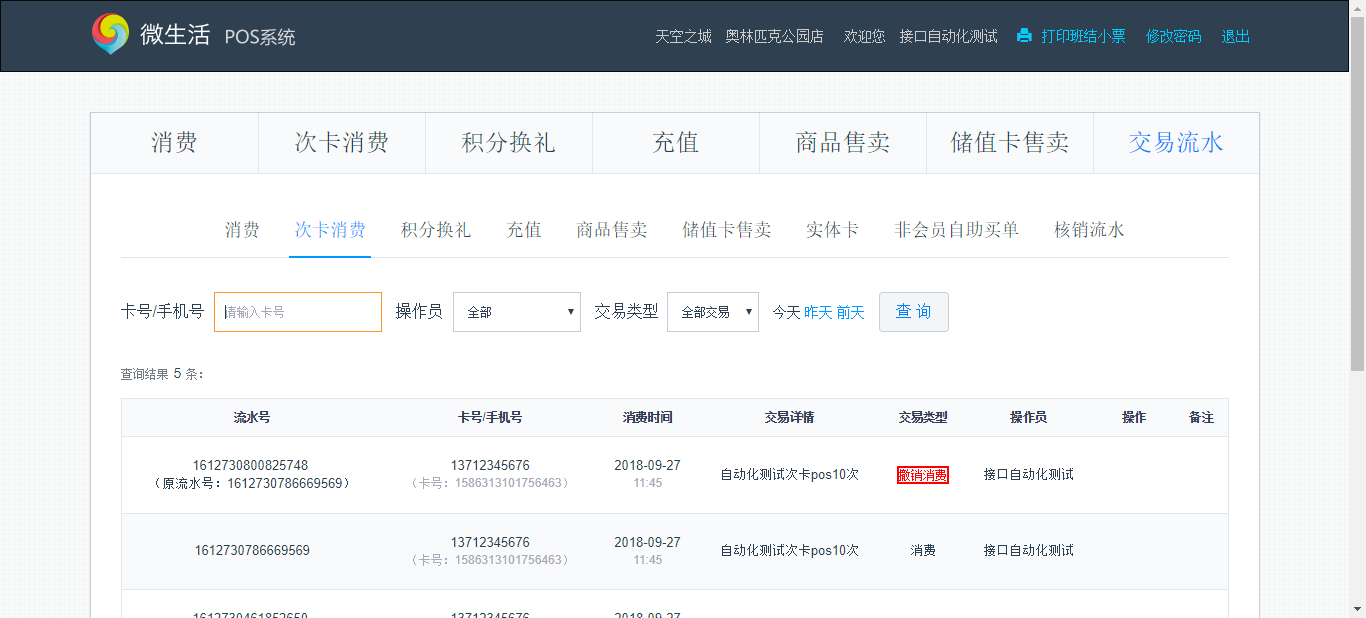 微生活 POS系统 天空之城 奥林匹克公园店 欢迎您 接口自动化测试 打印班结小票 修改密码 退出
消费 次卡消费 积分换礼 充值 商品售卖 储值卡售卖 交易流水
消费 次卡消费 积分换礼 充值 商品售卖 储值卡售卖 实体卡 非会员自助买单 核销流水
卡号/手机号 请输入卡号 操作员 全部 交易类型 全部交易 今天 昨天 前天 查 询
查询结果 5 条：
流水号 卡号/手机号 消费时间 交易详情 交易类型 操作员 操作 备注
1612730800825748 13712345676 2018-09-27
（原流水号：1612730786669569） （卡号：1586313101756463） 11:45 自动化测试次卡pos10次 撤销消费 接口自动化测试
13712345676 2018-09-27
1612730786669569 （卡号：1586313101756463） 11:45 自动化测试次卡pos10次 消费 接口自动化测试
1612730461852650 13712345676 2018-09-27